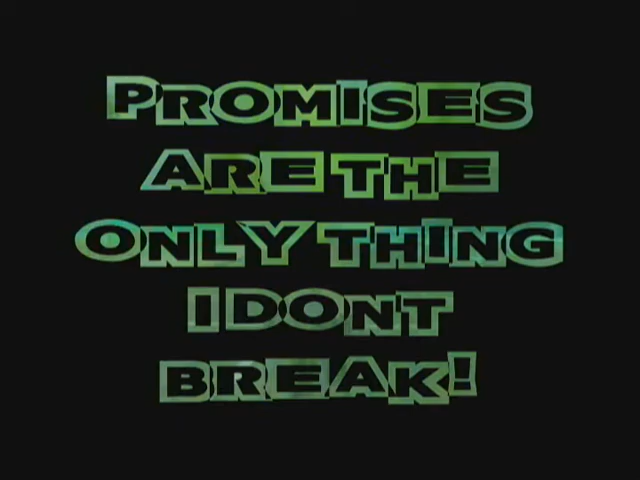 PROMISES
ARE THE
ONLY THING
I DONT
BREAK!